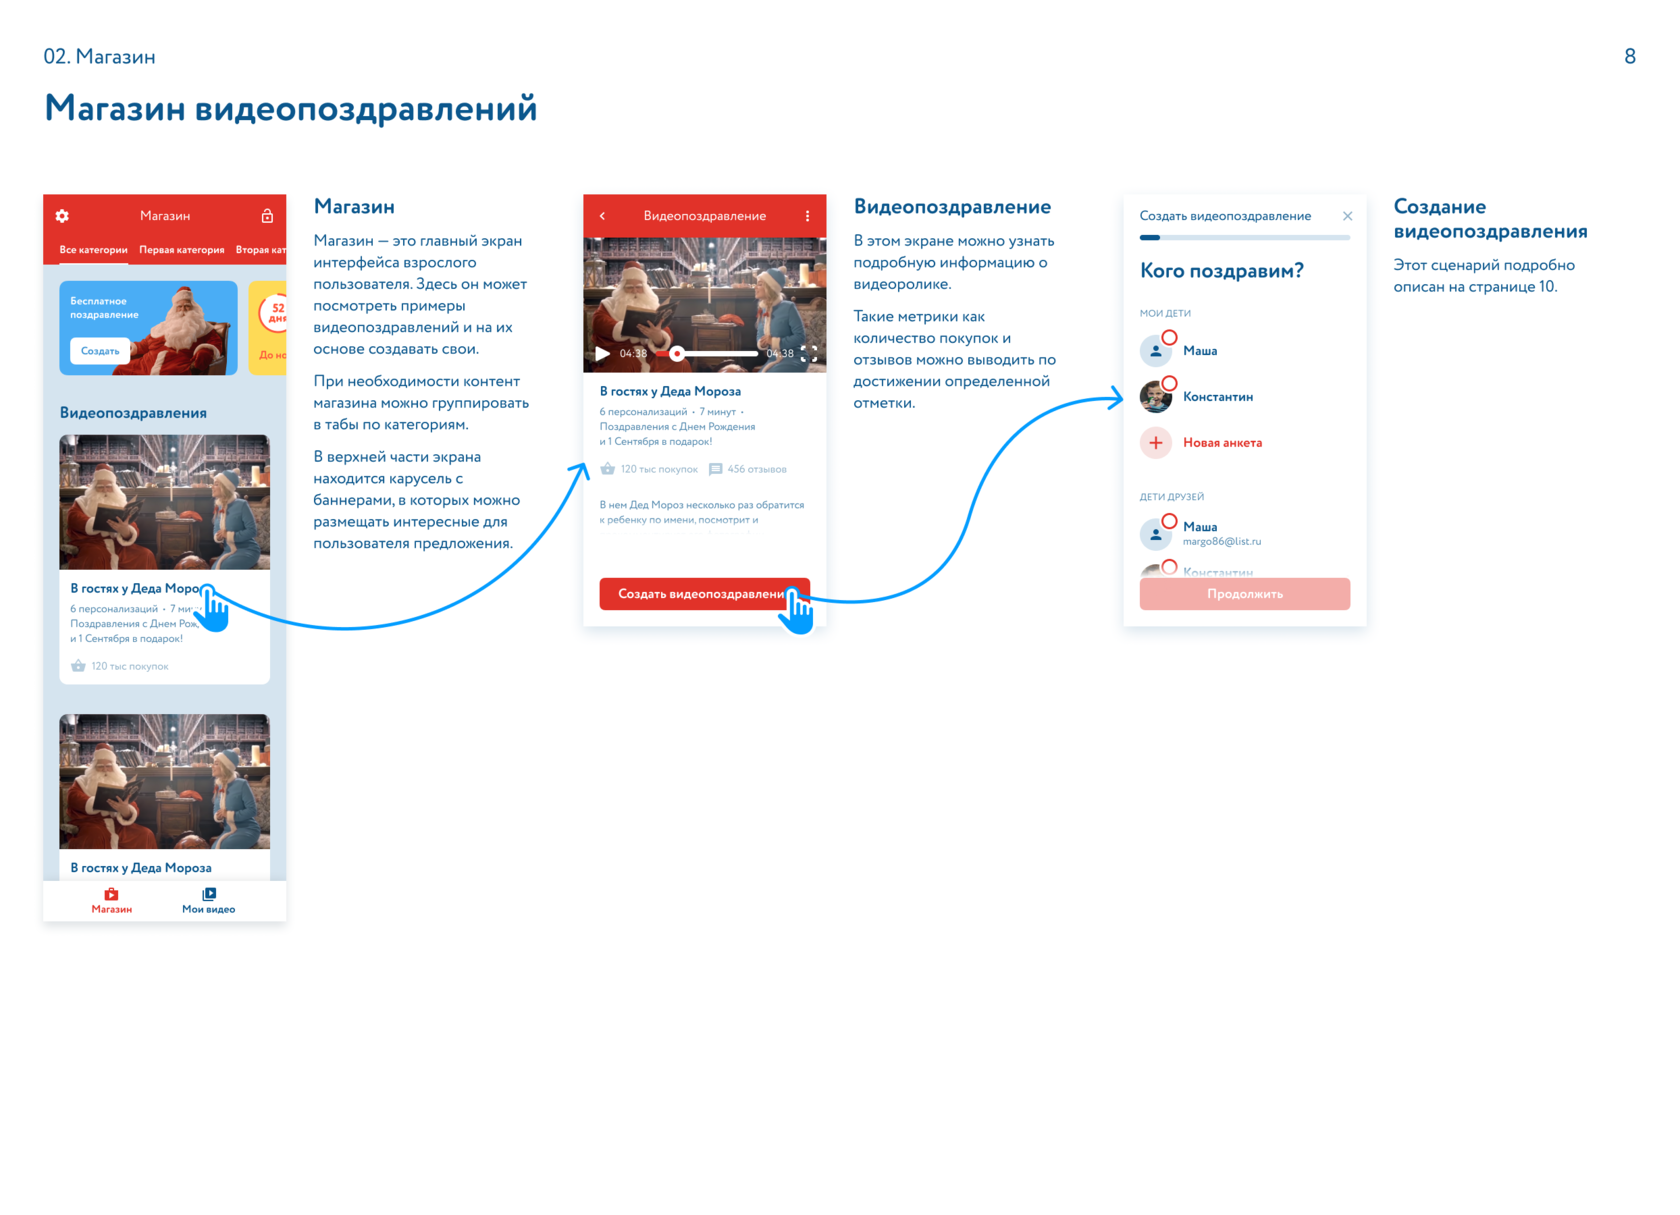 02. Магазин
8
Магазин видеопоздравлений
Магазин
Все категории
Первая категория
Вторая
Бесплатное
поздравление
Создать
52
дня
До
Видеопоздравления
В гостях у Деда
6 персонализаций • 7
Поздравления с Днем
и 1 Сентября в подарок!
120 тыс покупок
В гостях у Деда Мороза
Магазин
Мои видео
Магазин
Магазин — это главный экран
интерфейса взрослого
пользователя. Здесь он может
посмотреть примеры
видеопоздравлений и на их
основе создавать свои.
При необходимости контент
магазина можно группировать
в табы по категориям.
В верхней части экрана
находится карусель с
баннерами, в которых можно
размещать интересные для
пользователя предложения.
Видеопоздравление
04:38
04:38
В гостях у Деда Мороза
6 персонализаций • 7 минут •
Поздравления с Днем Рождения
и 1 Сентября в подарок!
120 тыс покупок
456 отзывов
В нем Дед Мороз несколько раз обратится
к ребенку по имени, посмотрит и
Создать видеопоздравлени
Видеопоздравление
В этом экране можно узнать
подробную информацию о
видеоролике.
Такие метрики как
количество покупок и
отзывов можно выводить по
достижении определенной
отметки.
Создать видеопоздравление
Кого поздравим?
МОИ ДЕТИ
Маша
Константин
Новая анкета
ДЕТИ ДРУЗЕЙ
Маша
margo86@list.ru
Константин
Продолжить
Создание
видеопоздравления
Этот сценарий подробно
описан на странице 10.